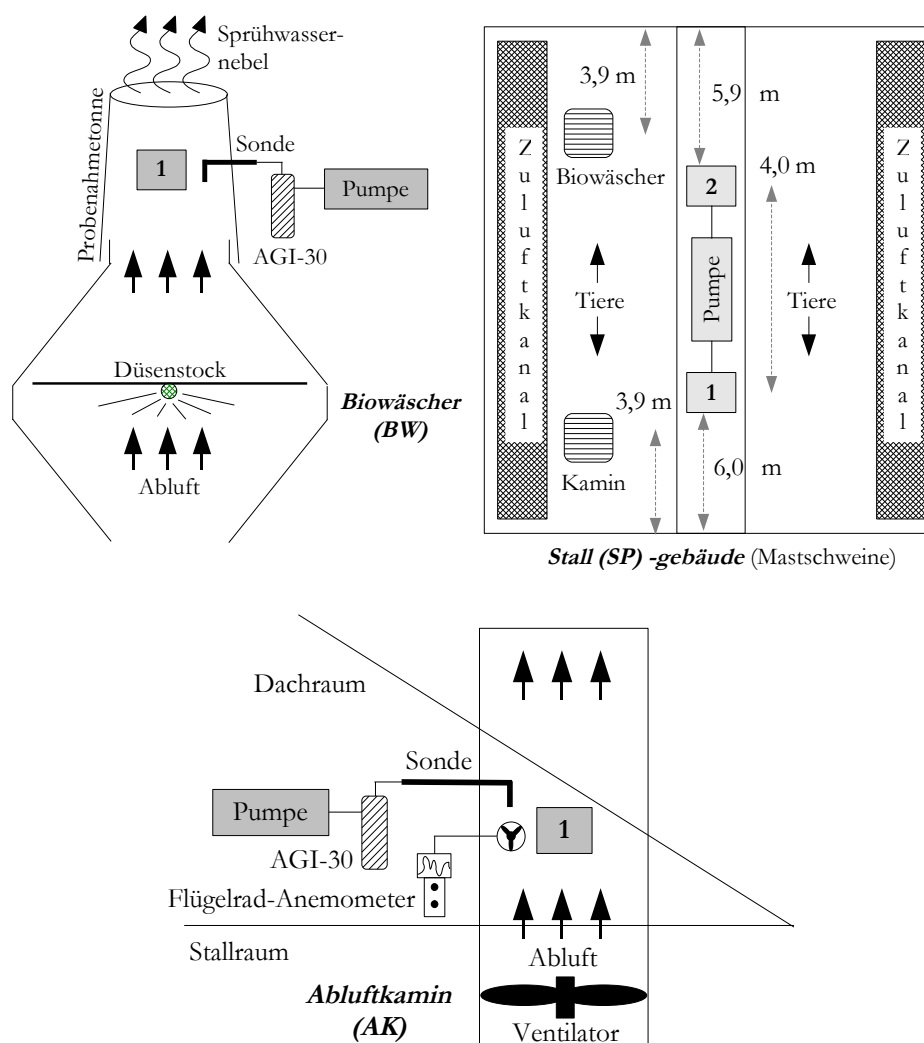 Sprühwasser-
nebel
Probenahmetonne
1
Sonde
Pumpe
AGI-30
Düsenstock
Abluft
Biowäscher
(BW)
3,9 m
5,9 m
Zuluftkanal
Biowäscher
2
4,0 m
Tiere
Pumpe
Tiere
Zuluftkanal
1
3,9 m
Kamin
6,0 m
Stall (SP) -gebäude (Mastschweine)
Dachraum
Sonde
Pumpe
1
AGI-30
Flügelrad-Anemometer
Stallraum
Abluft
Abluftkamin
(AK)
Ventilator